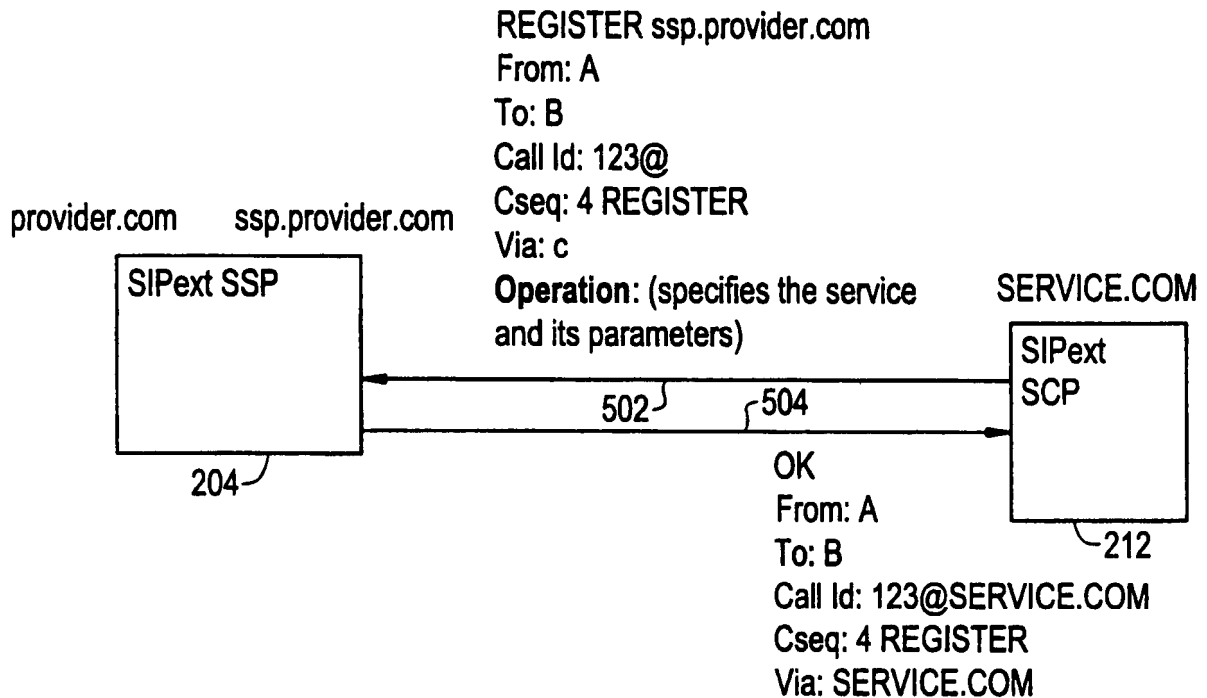 REGISTER ssp.provider.com
From: A
To: B
Call Id: 123@
Cseq: 4 REGISTER
Via: c
Operation: (specifies the service
and its parameters)
provider.com ssp.provider.com
SIPext SSP
204
SERVICE.COM
SIPext
SCP
212
502
504
OK
From: A
To: B
Call Id: 123@SERVICE.COM
Cseq: 4 REGISTER
Via: SERVICE.COM